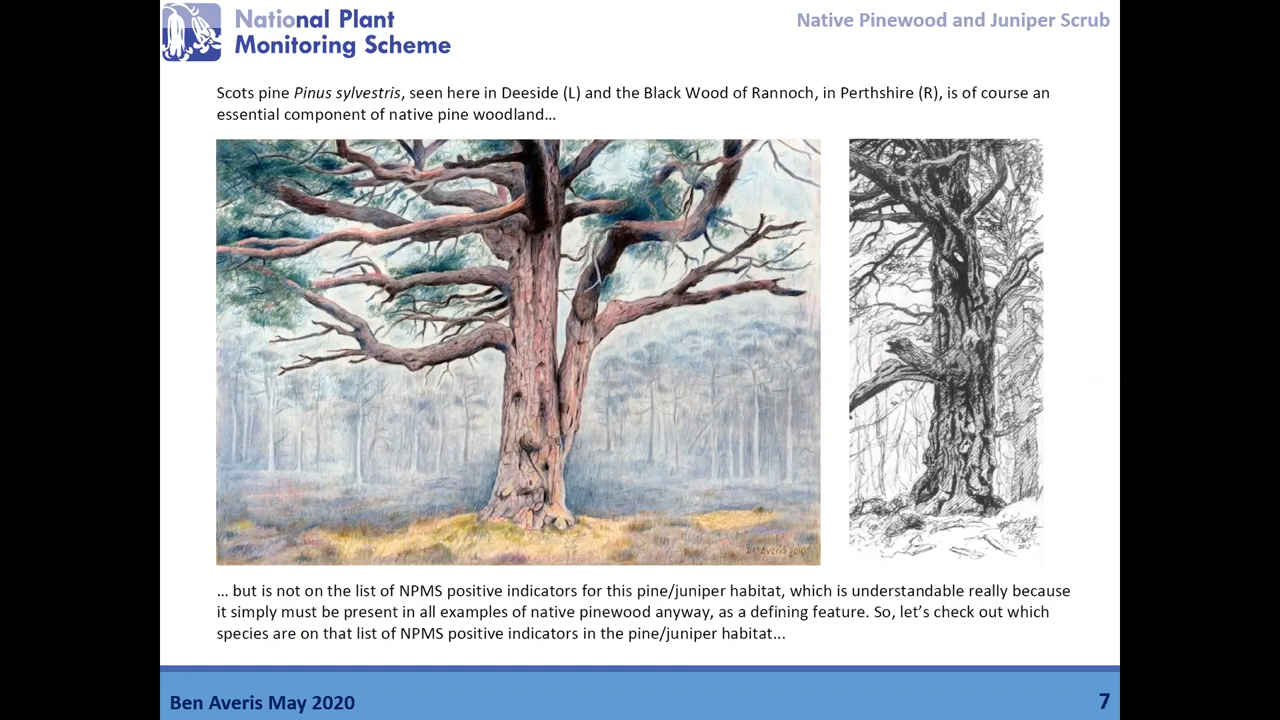 National Plant
Monitoring Scheme
Native Pinewood and Juniper Scrub
Scots pine Pinus sylvestris, seen here in Deeside (L) and the Black Wood of Rannoch, in Perthshire (R), is of course an
essential component of native pine woodland…
Ben Averis 2010
… but is not on the list of NPMS positive indicators for this pine/juniper habitat, which is understandable really because
it simply must be present in all examples of native pinewood anyway, as a defining feature. So, let’s check out which
species are on that list of NPMS positive indicators in the pine/juniper habitat…
Ben Averis May 2020
7